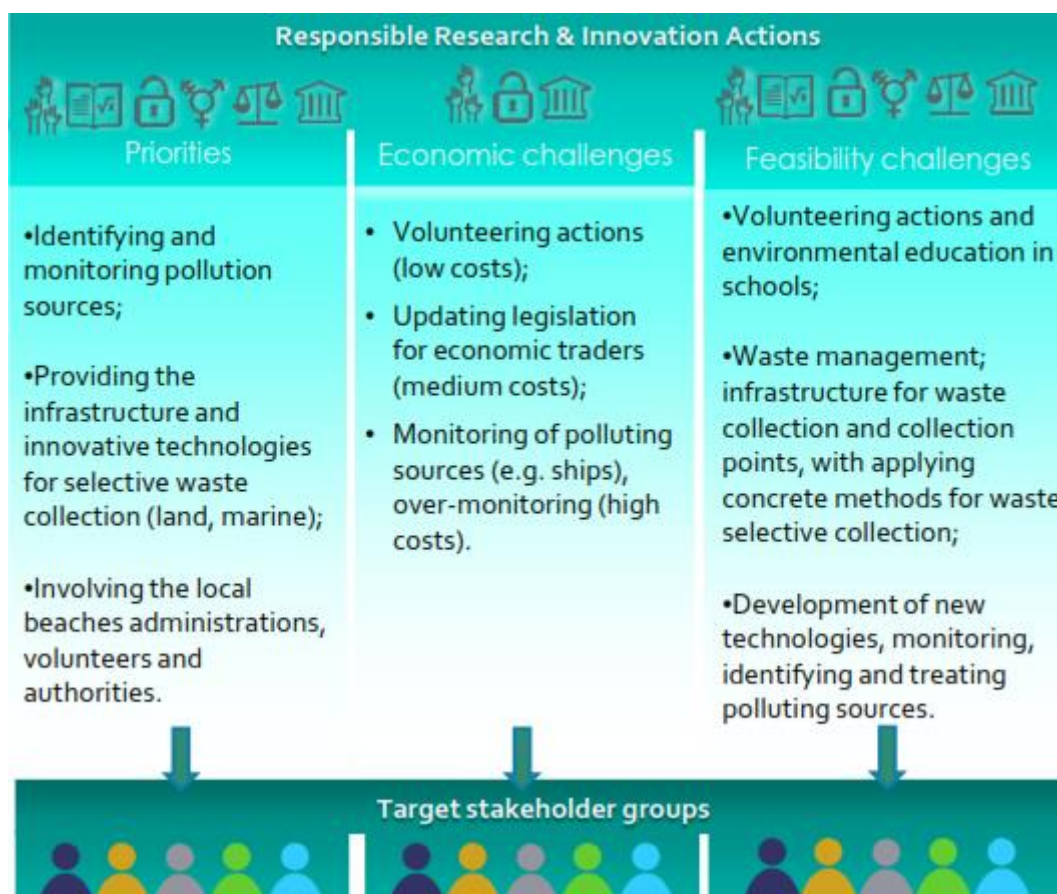 Responsible Research & Innovation Actions
Priorities
•Identifying and
monitoring pollution
sources;
•Providing the
infrastructure and
innovative technologies
for selective waste
collection (land, marine);
•Involving the local
beaches administrations,
volunteers and
authorities.
Economic challenges
• Volunteering actions
(low costs);
• Updating legislation
for economic traders
(medium costs);
• Monitoring of polluting
sources (e.g. ships),
over-monitoring (high
costs).
Feasibility challenges
•Volunteering actions and
environmental education in
schools;
•Waste management;
infrastructure for waste
collection and collection
points, with applying
concrete methods for waste
selective collection;
•Development of new
technologies, monitoring,
identifying and treating
polluting sources.
Target stakeholder groups